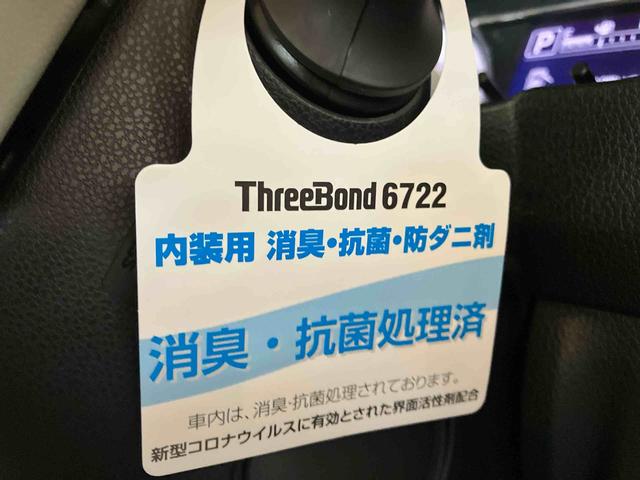 P
ThreeBond 6722
内装用 消臭・抗菌・防ダニ剤
消臭・抗菌処理済
車内は、消臭・抗菌処理されております。
新型コロナウイルスに有効とされた界面活性剤配合